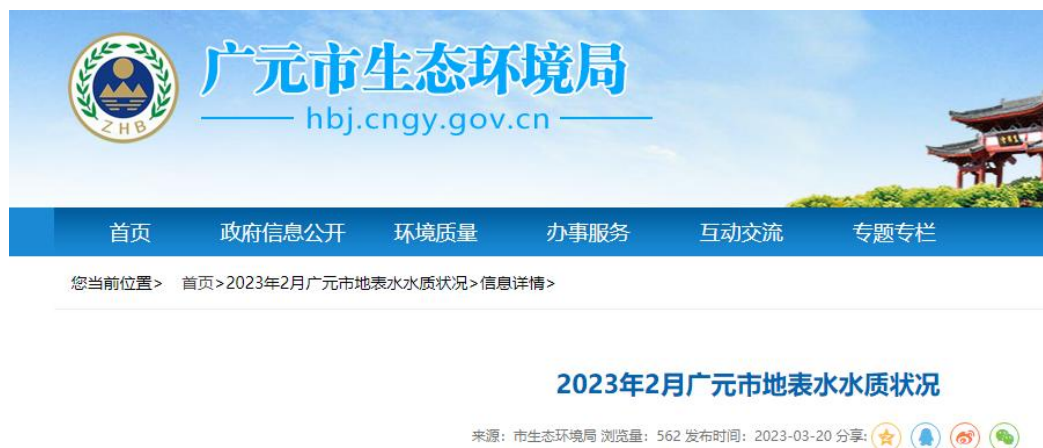 广元市生态环境局
ZHB
hbj.cngy.gov.cn
首页 政府信息公开 环境质量 办事服务 互动交流 专题专栏
您当前位置> 首页>2023年2月广元市地表水水质状况>信息详情>
2023年2月广元市地表水水质状况
来源：市生态环境局 浏览量：562 发布时间：2023-03-20 分享: